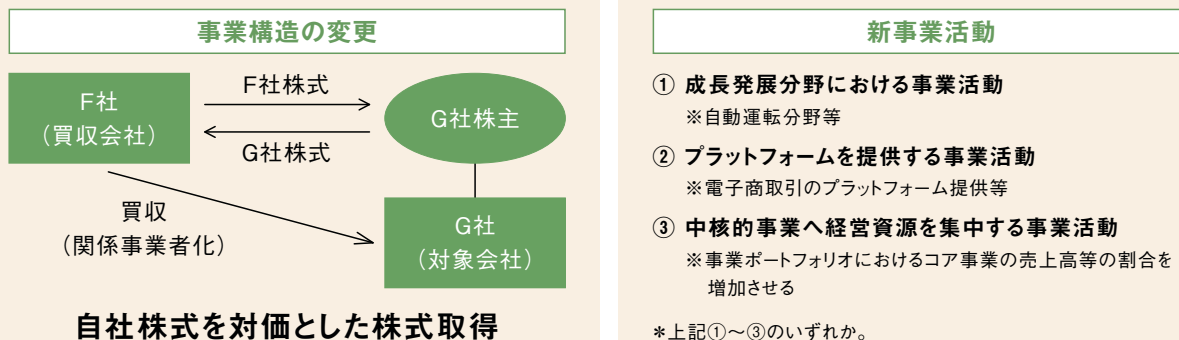 事業構造の変更
F社
（買収会社）
F社株式
G社株式
G社株主
買収
（関係事業者化）
G社
（対象会社）
自社株式を対価とした株式取得
新事業活動
① 成長発展分野における事業活動
※自動運転分野等
② プラットフォームを提供する事業活動
※電子商取引のプラットフォーム提供等
③ 中核的事業へ経営資源を集中する事業活動
※事業ポートフォリオにおけるコア事業の売上高等の割合を
増加させる
＊上記①～③のいずれか。